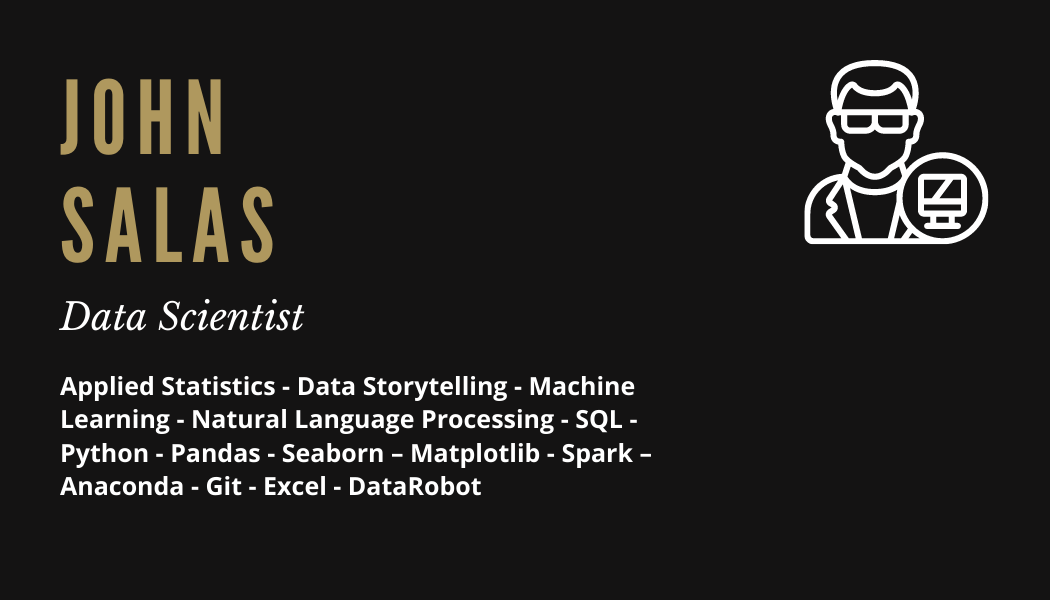 JOHN
SALAS
Data Scientist
Applied Statistics - Data Storytelling - Machine
Learning - Natural Language Processing - SQL -
Python - Pandas - Seaborn – Matplotlib - Spark –
Anaconda - Git - Excel - DataRobot